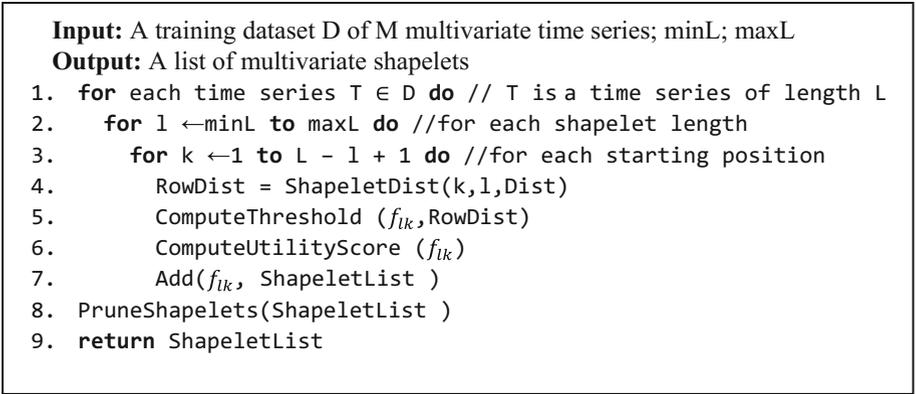 Input: A training dataset D of M multivariate time series; minL; maxL
Output: A list of multivariate shapelets
1. for each time series T ∈ D do // T is a time series of length L
2. for l ←minL to maxL do //for each shapelet length
3. for k ←1 to L – l + 1 do //for each starting position
4. RowDist = ShapeletDist(k,l,Dist)
5. ComputeThreshold (f_lk,RowDist)
6. ComputeUtilityScore (f_lk)
7. Add(f_lk, ShapeletList )
8. PruneShapelets(ShapeletList )
9. return ShapeletList